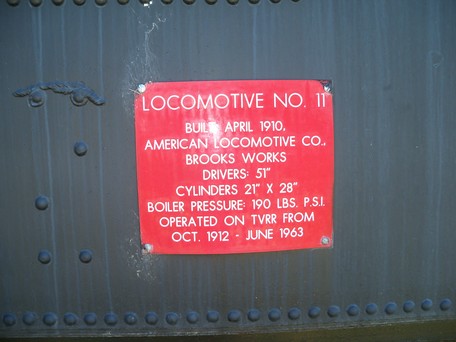 LOCOMOTIVE NO. 11
BUILT APRIL 1910,
AMERICAN LOCOMOTIVE CO.,
BROOKS WORKS
DRIVERS: 51"
CYLINDERS 21" X 28"
BOILER PRESSURE: 190 LBS. P.S.I.
OPERATED ON TVRR FROM
OCT. 1912 - JUNE 1963